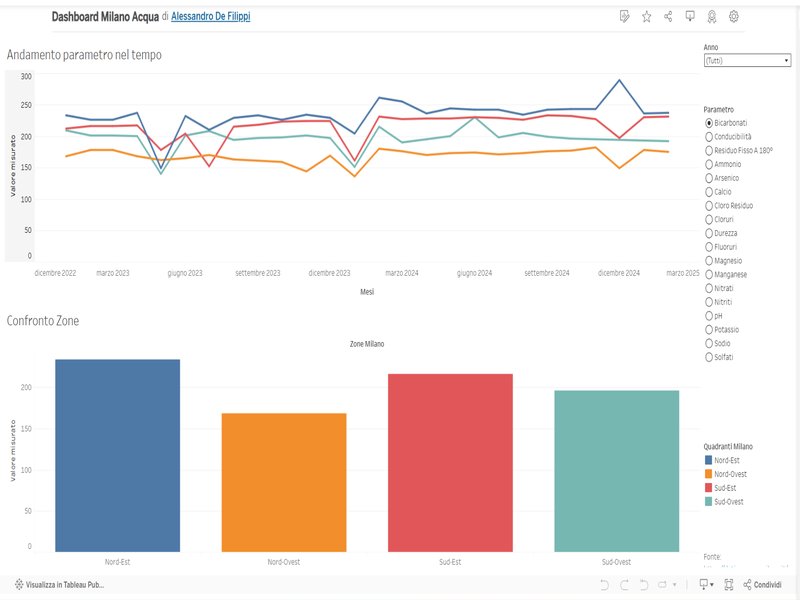 Dashboard Milano Acqua di Alessandro De Filippi
Andamento parametro nel tempo
Anno
(Tutti)
Parametro
Bicarbonati
Conducibilità
Residuo Fisso A 180°
Ammonio
Arsenico
Calcio
Cloro Residuo
Cloruri
Durezza
Fluoruri
Magnesio
Manganese
Nitrati
Nitriti
pH
Potassio
Sodio
Solfati
Valore misurato
300
250
200
150
100
50
0
dicembre 2022 marzo 2023 giugno 2023 settembre 2023 dicembre 2023 marzo 2024 giugno 2024 settembre 2024 dicembre 2024 marzo 2025
Mesi
Confronto Zone
Zone Milano
Valore misurato
200
150
100
50
0
Nord-Est Nord-Ovest Sud-Est Sud-Ovest
Quadranti Milano
Nord-Est
Nord-Ovest
Sud-Est
Sud-Ovest
Fonte:
Visualizza in Tableau Pub...
Condividi